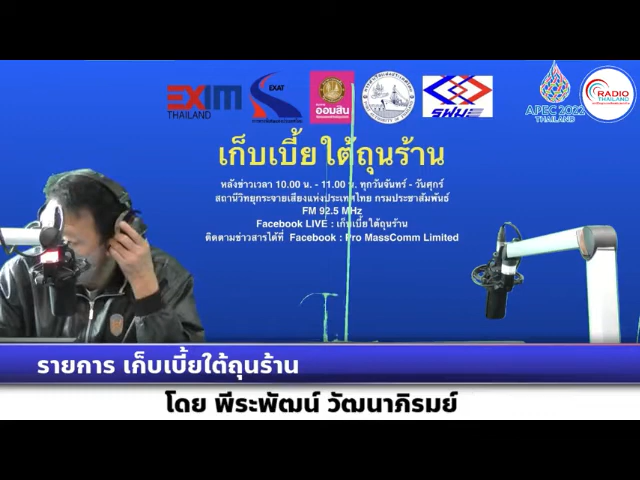 EXIM
THAILAND
EXAT
ออมสิน
รฟม
APEC 2022
THAILAND
RADIO
THAILAND
เก็บเบี้ยใต้ถุนร้าน
หลังข่าวเวลา 10.00 น. - 11.00 น. ทุกวันจันทร์ - วันศุกร์
สถานีวิทยุกระจายเสียงแห่งประเทศไทย กรมประชาสัมพันธ์
FM 92.5 MHz
Facebook LIVE : เก็บเบี้ยใต้ถุนร้าน
ติดตามข่าวสารได้ที่ Facebook : Pro MassComm Limited
รายการ เก็บเบี้ยใต้ถุนร้าน
โดย พีระพัฒน์ วัฒนาภิรมย์